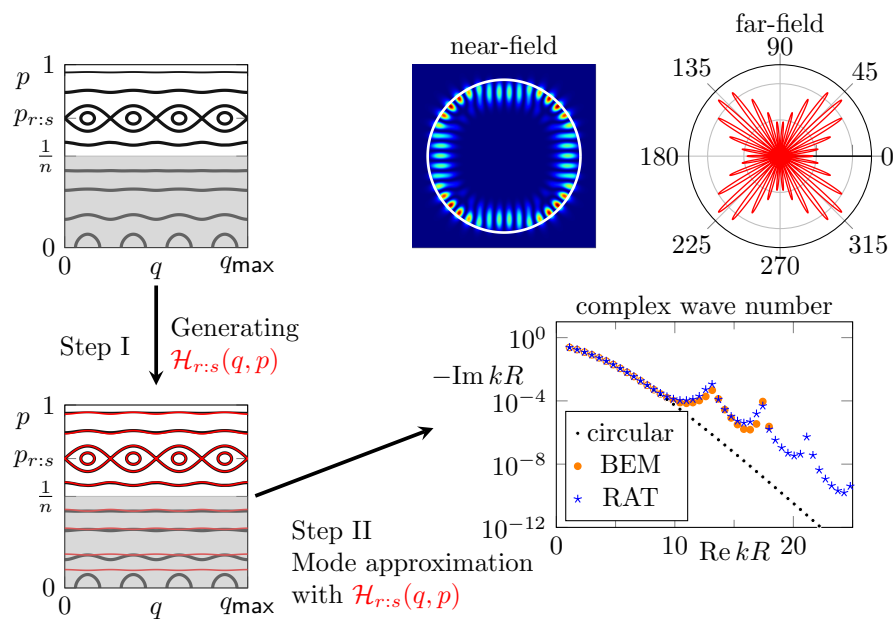 near-field
far-field
1
p
p_{r:s}
1/n
0
0
q
qmax
90
135
45
180
0
225
315
270
Step I
Generating
ℋ_{r:s}(q, p)
1
p
p_{r:s}
1/n
0
0
q
qmax
Step II
Mode approximation
with ℋ_{r:s}(q, p)
complex wave number
10^0
−Im kR
10^{−4}
10^{−8}
10^{−12}
circular
BEM
RAT
0
10
20
Re kR